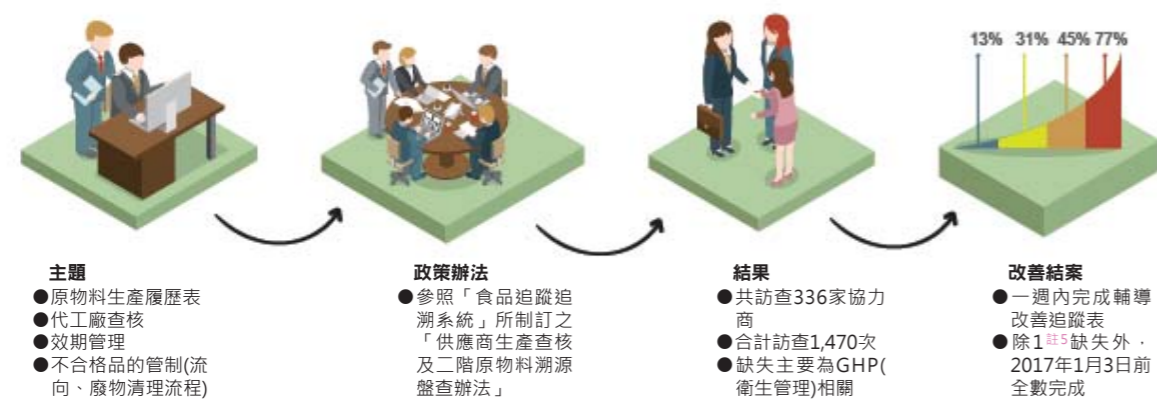 13% 31% 45% 77%
主題
●原物料生產履歷表
●代工廠查核
●效期管理
●不合格品的管制(流
向、廢物清理流程)
政策辦法
●參照「食品追蹤追
溯系統」所制訂之
「供應商生產查核
及二階原物料溯源
盤查辦法」
結果
●共訪查336家協力
商
●合計訪查1,470次
●缺失主要為GHP(
衛生管理)相關
改善結案
●一週內完成輔導
改善追蹤表
●除1註5缺失外，
2017年1月3日前
全數完成